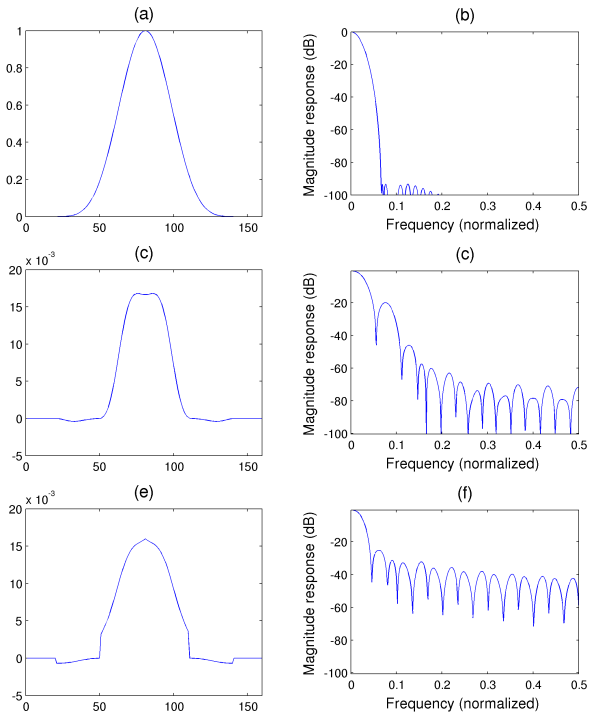 (a)
1
0.8
0.6
0.4
0.2
0
0 50 100 150
(b)
Magnitude response (dB)
0
-20
-40
-60
-80
-100
0 0.1 0.2 0.3 0.4 0.5
Frequency (normalized)
(c)
x 10⁻³
20
15
10
5
0
-5
0 50 100 150
(c)
Magnitude response (dB)
-20
-40
-60
-80
-100
0 0.1 0.2 0.3 0.4 0.5
Frequency (normalized)
(e)
x 10⁻³
20
15
10
5
0
-5
0 50 100 150
(f)
Magnitude response (dB)
-20
-40
-60
-80
-100
0 0.1 0.2 0.3 0.4 0.5
Frequency (normalized)